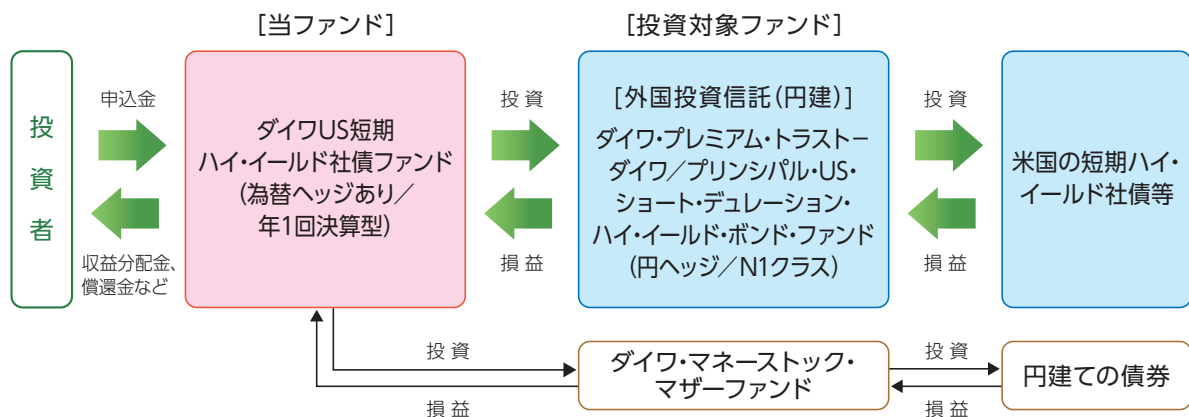 [当ファンド]
[投資対象ファンド]
投資者
申込金
収益分配金、
償還金など
ダイワUS短期
ハイ・イールド社債ファンド
(為替ヘッジあり／
年1回決算型)
投 資
損 益
[外国投資信託(円建)]
ダイワ・プレミアム・トラスト－
ダイワ／プリンシパル・US・
ショート・デュレーション・
ハイ・イールド・ボンド・ファンド
(円ヘッジ／N1クラス)
投 資
損 益
米国の短期ハイ・
イールド社債等
投 資
損 益
ダイワ・マネーストック・
マザーファンド
投 資
損 益
円建ての債券